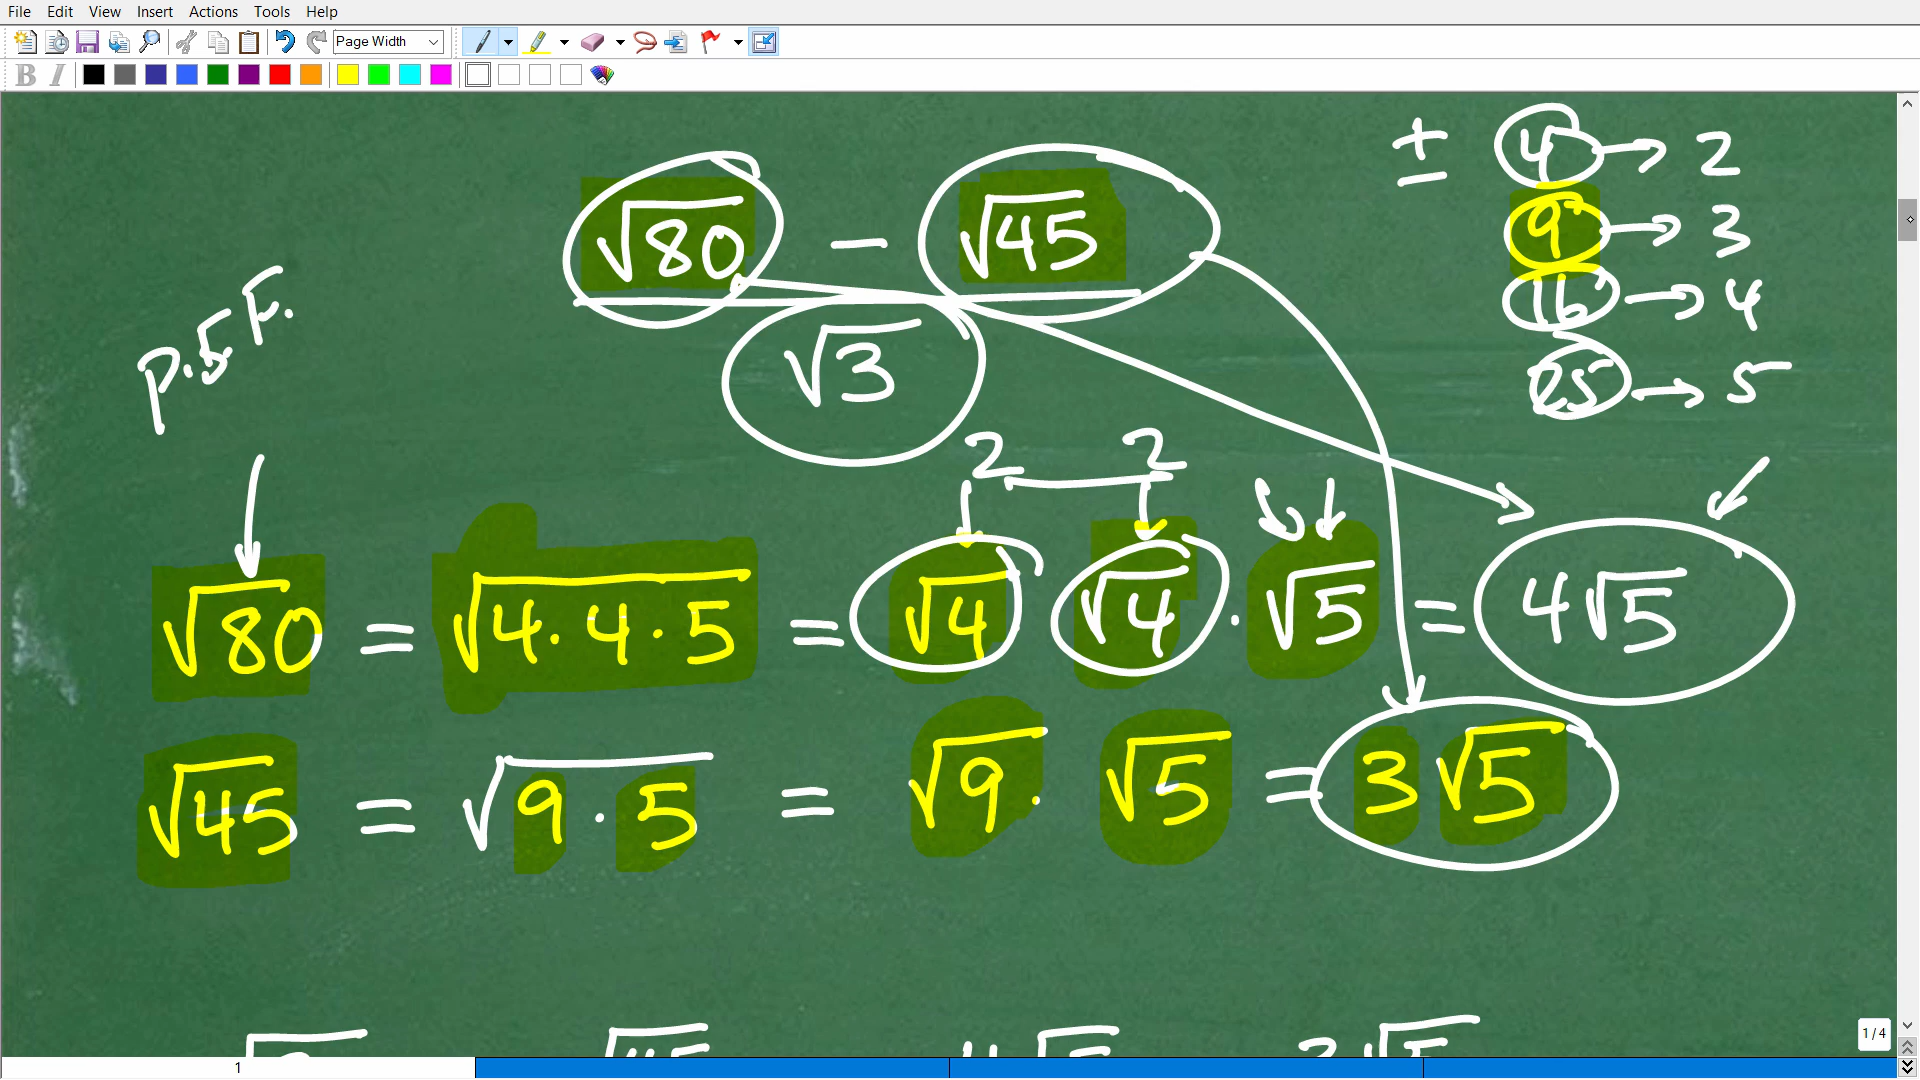 File Edit View Insert Actions Tools Help
Page Width
B I
√80 − √45
√3
± 4 → 2
9 → 3
16 → 4
25 → 5
P.S.F.
2 2
√80 = √4·4·5 = √4 √4 · √5 = 4√5
√45 = √9·5 = √9· √5 = 3√5
1/4
1